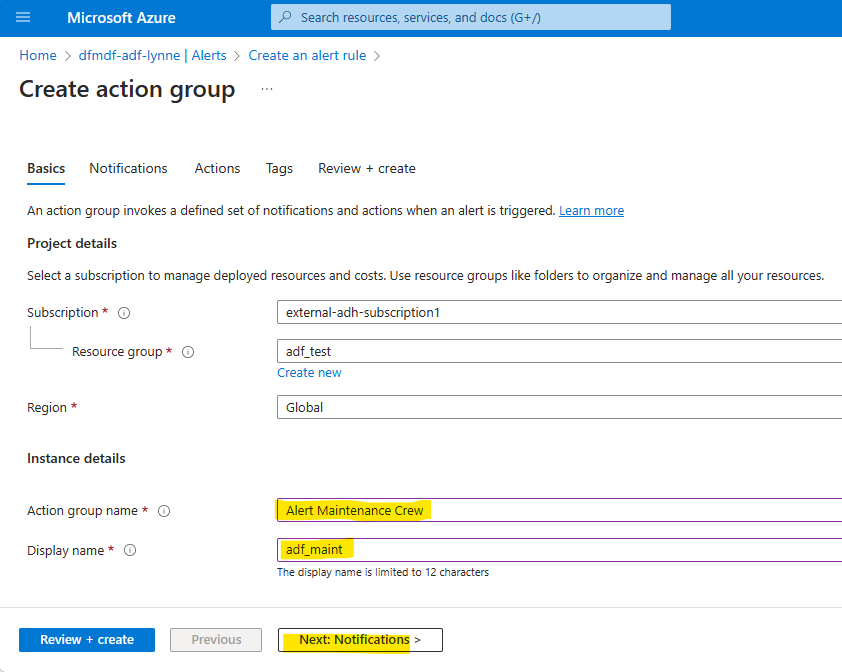 Microsoft Azure
Search resources, services, and docs (G+/)
Home > dfmdf-adf-lynne | Alerts > Create an alert rule >
Create action group ...
Basics Notifications Actions Tags Review + create
An action group invokes a defined set of notifications and actions when an alert is triggered. Learn more
Project details
Select a subscription to manage deployed resources and costs. Use resource groups like folders to organize and manage all your resources.
Subscription * external-adh-subscription1
Resource group * adf_test
Create new
Region * Global
Instance details
Action group name * Alert Maintenance Crew
Display name * adf_maint
The display name is limited to 12 characters
Review + create Previous Next: Notifications >